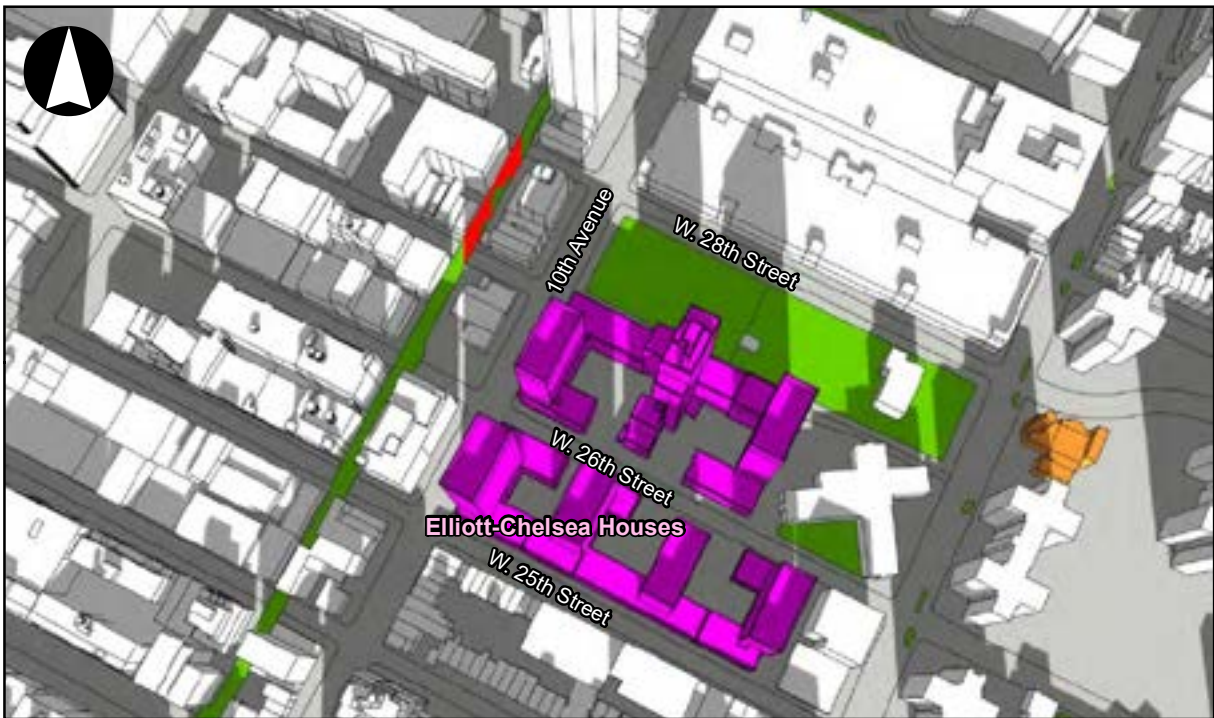 10th Avenue
W. 28th Street
W. 26th Street
Elliott-Chelsea Houses
W. 25th Street